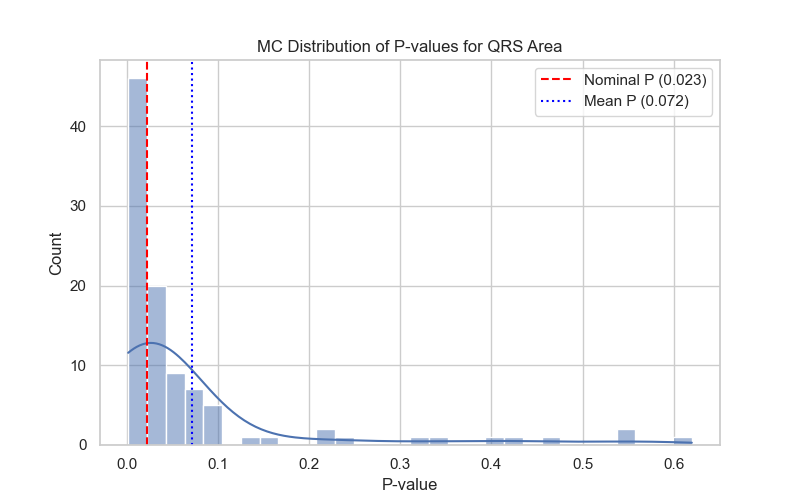 MC Distribution of P-values for QRS Area
Nominal P (0.023)
Mean P (0.072)
Count
40
30
20
10
0
0.0 0.1 0.2 0.3 0.4 0.5 0.6
P-value